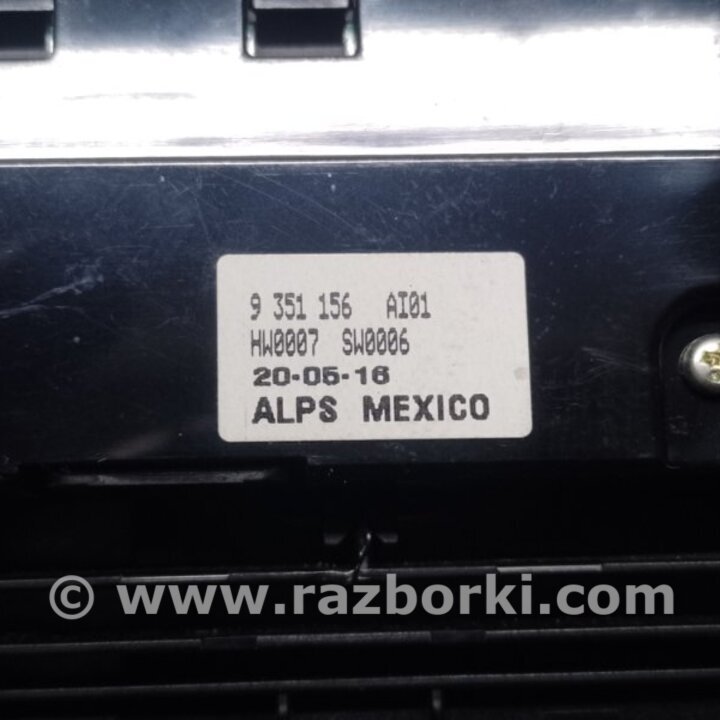 9 351 156 AI01
HW0007 SW0006
20-05-16
ALPS MEXICO
© www.razborki.com